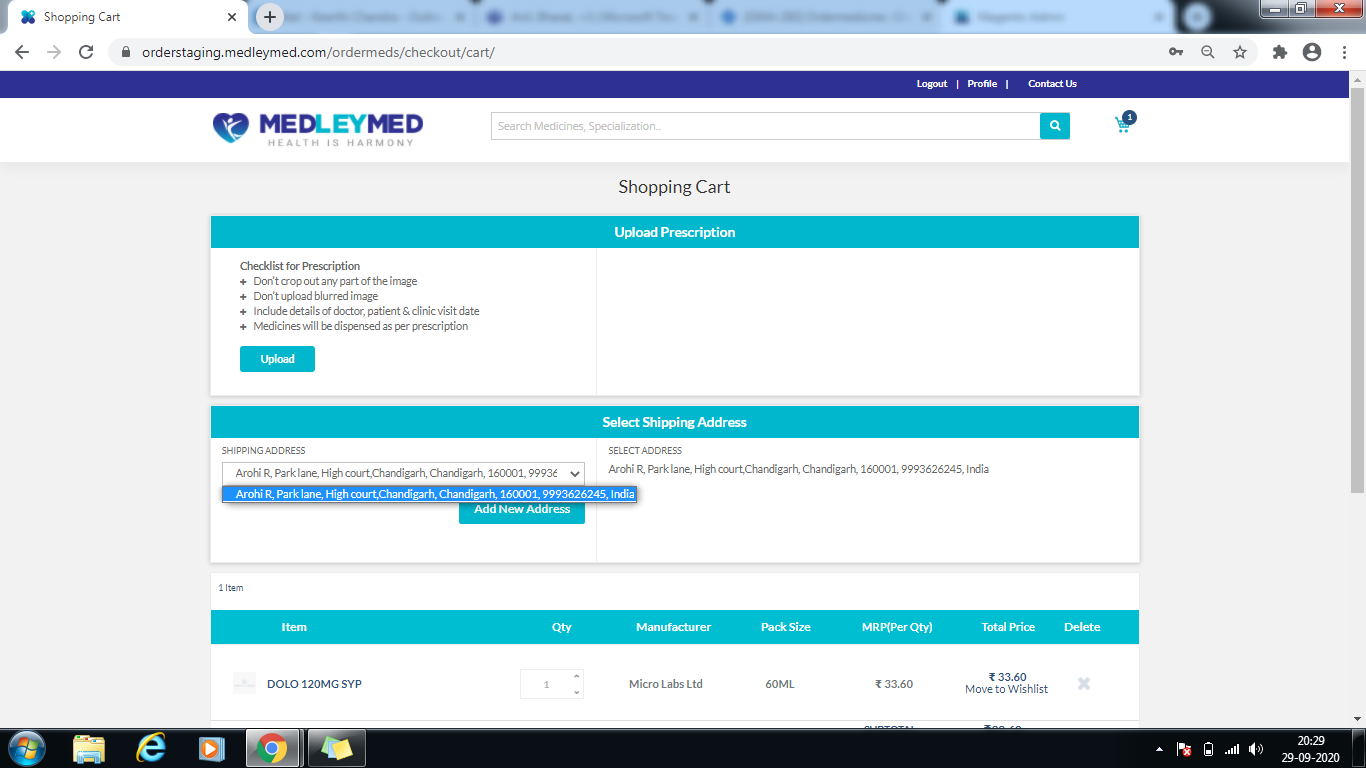 Shopping Cart
orderstaging.medleymed.com/ordermeds/checkout/cart/
Logout | Profile | Contact Us
MEDLEYMED
HEALTH IS HARMONY
Search Medicines, Specialization..
1
Shopping Cart
Upload Prescription
Checklist for Prescription
+ Don't crop out any part of the image
+ Don't upload blurred image
+ Include details of doctor, patient & clinic visit date
+ Medicines will be dispensed as per prescription
Upload
Select Shipping Address
SHIPPING ADDRESS
Arohi R, Park lane, High court,Chandigarh, Chandigarh, 160001, 99936
Arohi R, Park lane, High court,Chandigarh, Chandigarh, 160001, 9993626245, India
Add New Address
SELECT ADDRESS
Arohi R, Park lane, High court,Chandigarh, Chandigarh, 160001, 9993626245, India
1 Item
Item Qty Manufacturer Pack Size MRP(Per Qty) Total Price Delete
DOLO 120MG SYP 1 Micro Labs Ltd 60ML ₹ 33.60 ₹ 33.60
Move to Wishlist
20:29
29-09-2020